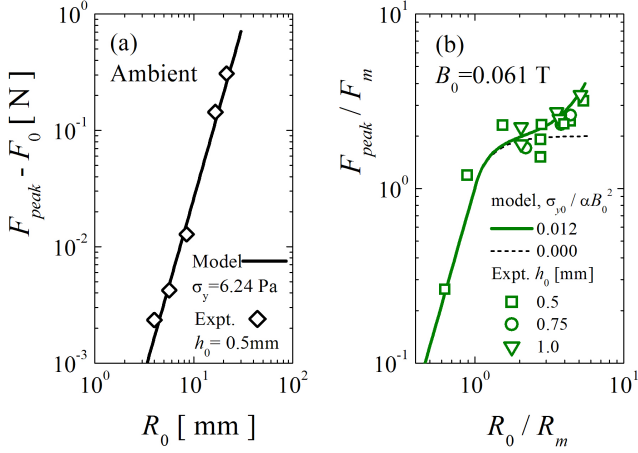 (a)
Ambient
F_peak - F_0 [ N ]
10^0
10^-1
10^-2
10^-3
Model
σ_y=6.24 Pa
Expt.
h_0= 0.5mm
10^0 10^1 10^2
R_0 [ mm ]
(b)
B_0=0.061 T
F_peak / F_m
10^1
10^0
10^-1
model, σ_y0 / αB_0^2
0.012
0.000
Expt. h_0 [mm]
0.5
0.75
1.0
10^0 10^1
R_0 / R_m